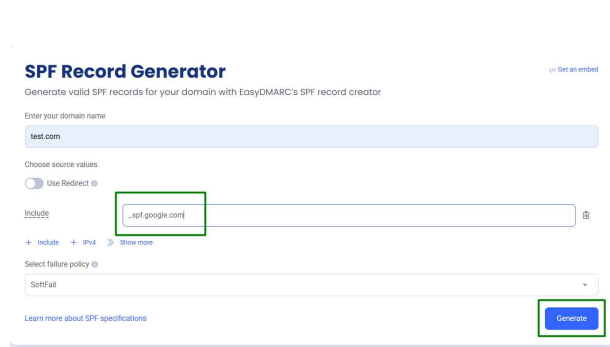 SPF Record Generator
</> Get an embed
Generate valid SPF records for your domain with EasyDMARC's SPF record creator
Enter your domain name
test.com
Choose source values
Use Redirect
Include
_spf.google.com
+ Include + IPv4 Show more
Select failure policy
SoftFail
Learn more about SPF specifications
Generate